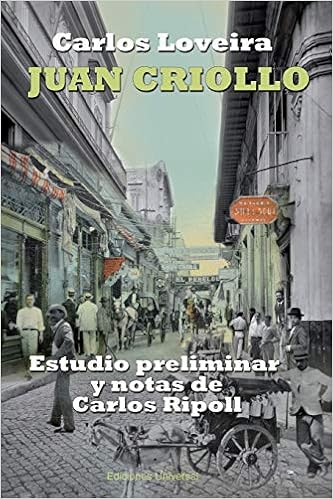 Carlos Loveira
JUAN CRIOLLO
Estudio preliminar
y notas de
Carlos Ripoll
Ediciones Universal